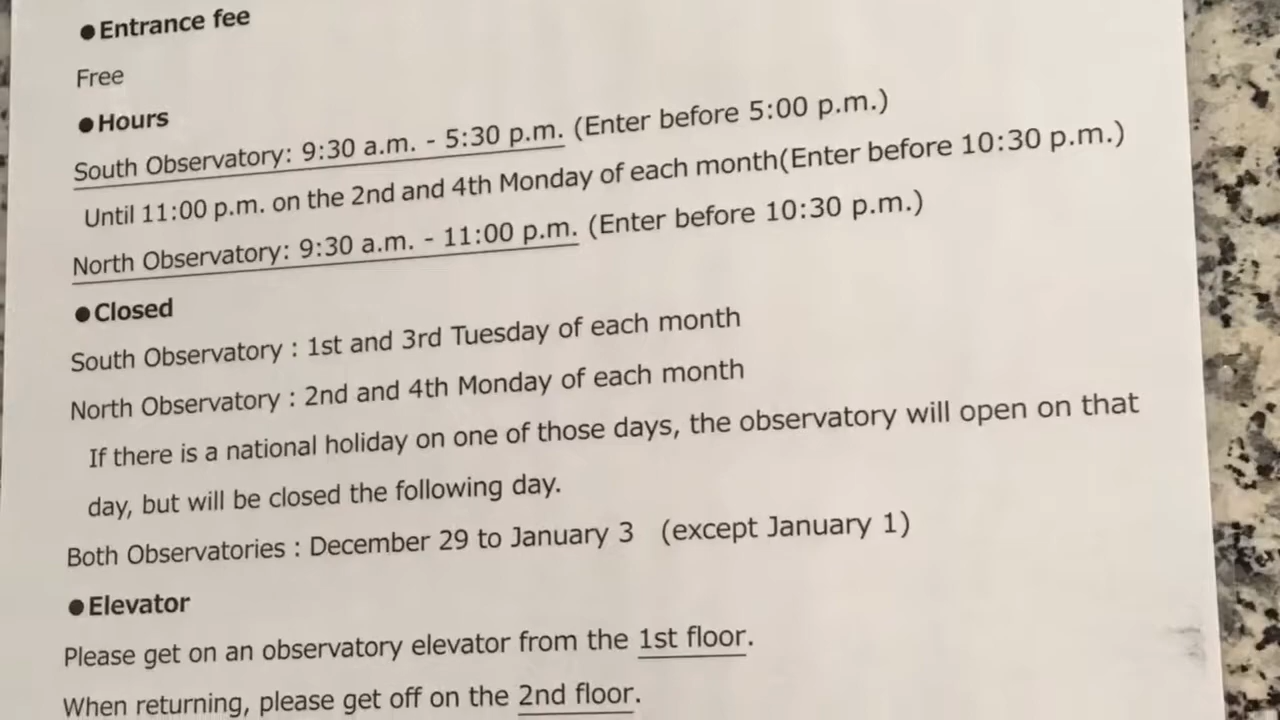 ●Entrance fee
Free
●Hours
South Observatory: 9:30 a.m. - 5:30 p.m. (Enter before 5:00 p.m.)
Until 11:00 p.m. on the 2nd and 4th Monday of each month(Enter before 10:30 p.m.)
North Observatory: 9:30 a.m. - 11:00 p.m. (Enter before 10:30 p.m.)
●Closed
South Observatory : 1st and 3rd Tuesday of each month
North Observatory : 2nd and 4th Monday of each month
If there is a national holiday on one of those days, the observatory will open on that
day, but will be closed the following day.
Both Observatories : December 29 to January 3 (except January 1)
●Elevator
Please get on an observatory elevator from the 1st floor.
When returning, please get off on the 2nd floor.